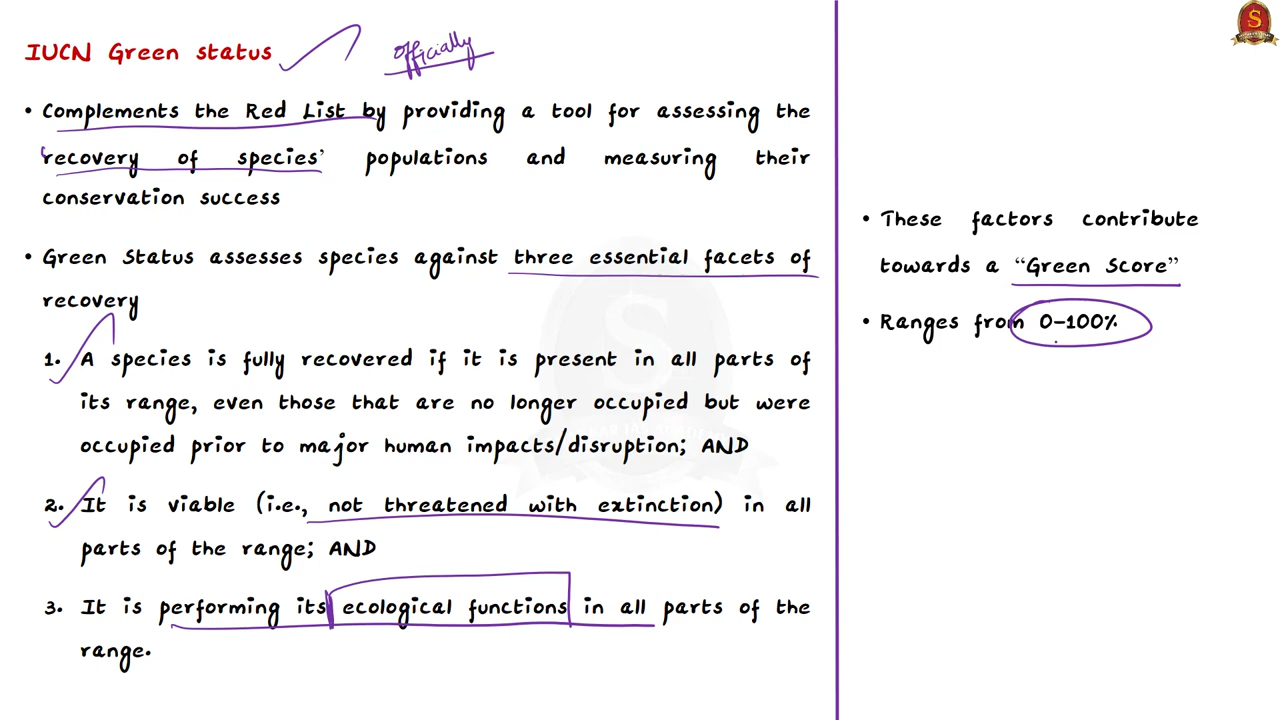 IUCN Green status
officially
• Complements the Red List by providing a tool for assessing the
recovery of species' populations and measuring their
conservation success
• Green Status assesses species against three essential facets of
recovery
1. A species is fully recovered if it is present in all parts of
its range, even those that are no longer occupied but were
occupied prior to major human impacts/disruption; AND
2. It is viable (i.e., not threatened with extinction) in all
parts of the range; AND
3. It is performing its ecological functions in all parts of the
range.
• These factors contribute
towards a “Green Score”
• Ranges from 0-100%